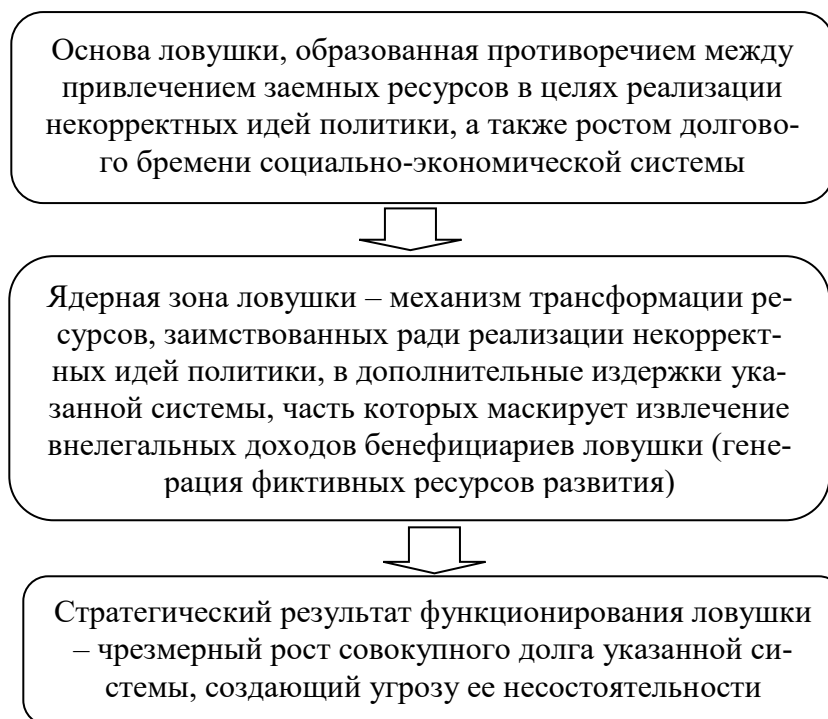 Основа ловушки, образованная противоречием между
привлечением заемных ресурсов в целях реализации
некорректных идей политики, а также ростом долгово-
го бремени социально-экономической системы
Ядерная зона ловушки – механизм трансформации ре-
сурсов, заимствованных ради реализации некоррект-
ных идей политики, в дополнительные издержки ука-
занной системы, часть которых маскирует извлечение
внелегальных доходов бенефициариев ловушки (гене-
рация фиктивных ресурсов развития)
Стратегический результат функционирования ловушки
– чрезмерный рост совокупного долга указанной си-
стемы, создающий угрозу ее несостоятельности